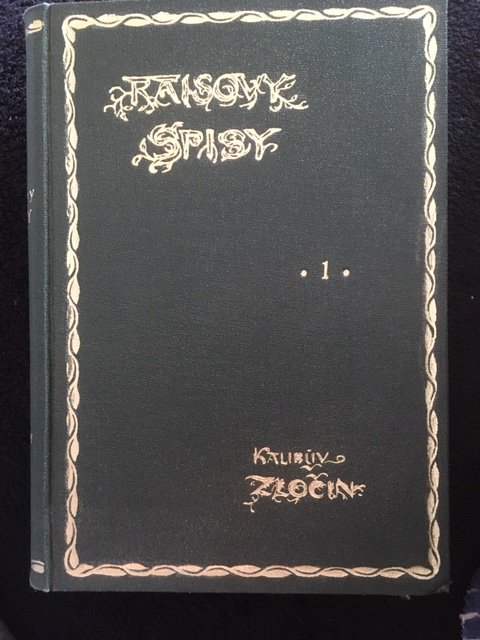 RAISOVY
SPISY
• 1 •
KALIBŮV
ZLOČIN